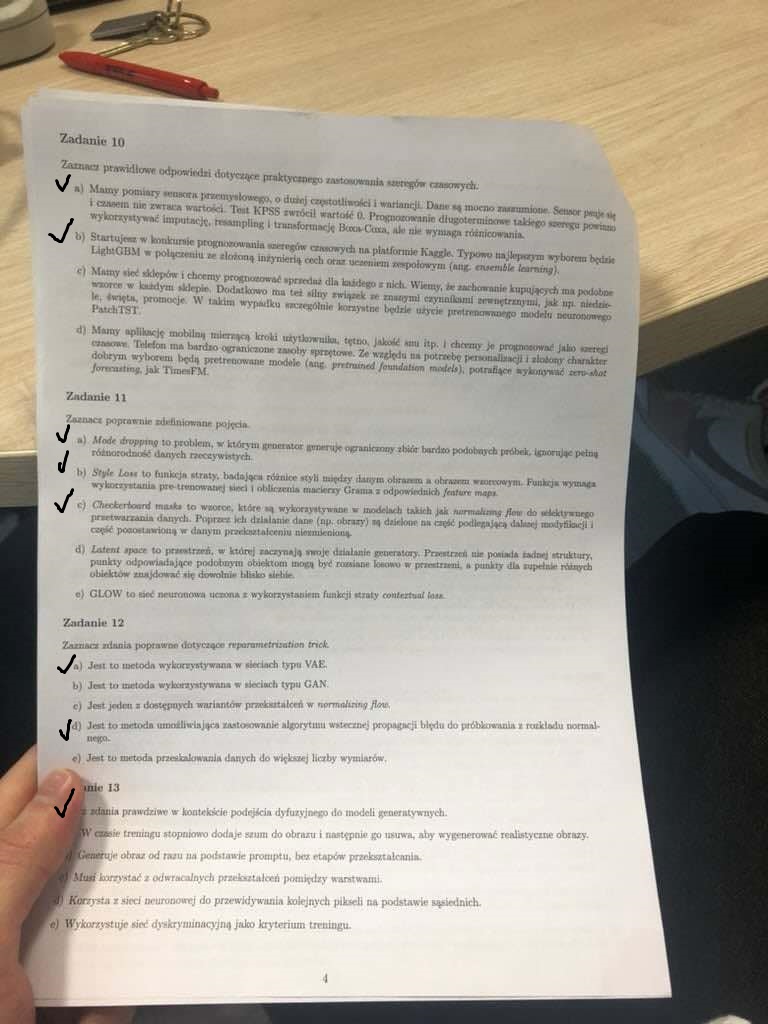 Zadanie 10
Zaznacz prawidłowe odpowiedzi dotyczące praktycznego zastosowania szeregów czasowych.
a) Mamy pomiary sensora przemysłowego, o dużej częstotliwości i wariancji. Dane są mocno zaszumione. Sensor psuje się
i czasem nie zwraca wartości. Test KPSS zwrócił wartość 0. Prognozowanie długoterminowe takiego szeregu powinno
wykorzystywać imputację, resampling i transformację Boxa-Coxa, ale nie wymaga różnicowania.
b) Startujesz w konkursie prognozowania szeregów czasowych na platformie Kaggle. Typowo najlepszym wyborem będzie
LightGBM w połączeniu ze złożoną inżynierią cech oraz uczeniem zespołowym (ang. ensemble learning).
c) Mamy sieć sklepów i chcemy prognozować sprzedaż dla każdego z nich. Wiemy, że zachowanie kupujących ma podobne
wzorce w każdym sklepie. Dodatkowo ma też silny związek ze znanymi czynnikami zewnętrznymi, jak np. niedzie-
le, święta, promocje. W takim wypadku szczególnie korzystne będzie użycie pretrenowanego modelu neuronowego
PatchTST.
d) Mamy aplikację mobilną mierzącą kroki użytkownika, tętno, jakość snu itp. i chcemy je prognozować jako szeregi
czasowe. Telefon ma bardzo ograniczone zasoby sprzętowe. Ze względu na potrzebę personalizacji i złożony charakter
dobrym wyborem będą pretrenowane modele (ang. pretrained foundation models), potrafiące wykonywać zero-shot
forecasting, jak TimesFM.
Zadanie 11
Zaznacz poprawnie zdefiniowane pojęcia.
a) Mode dropping to problem, w którym generator generuje ograniczony zbiór bardzo podobnych próbek, ignorując pełną
różnorodność danych rzeczywistych.
b) Style Loss to funkcja straty, badająca różnice styli między danym obrazem a obrazem wzorcowym. Funkcja wymaga
wykorzystania pre-trenowanej sieci i obliczenia macierzy Grama z odpowiednich feature maps.
c) Checkerboard masks to wzorce, które są wykorzystywane w modelach takich jak normalizing flow do selektywnego
przetwarzania danych. Poprzez ich działanie dane (np. obrazy) są dzielone na część podlegającą dalszej modyfikacji i
część pozostawioną w danym przekształceniu niezmienioną.
d) Latent space to przestrzeń, w której zaczynają swoje działanie generatory. Przestrzeń nie posiada żadnej struktury,
punkty odpowiadające podobnym obiektom mogą być rozsiane losowo w przestrzeni, a punkty dla zupełnie różnych
obiektów znajdować się dowolnie blisko siebie.
e) GLOW to sieć neuronowa uczona z wykorzystaniem funkcji straty contextual loss.
Zadanie 12
Zaznacz zdania poprawne dotyczące reparametrization trick.
a) Jest to metoda wykorzystywana w sieciach typu VAE.
b) Jest to metoda wykorzystywana w sieciach typu GAN.
c) Jest jeden z dostępnych wariantów przekształceń w normalizing flow.
d) Jest to metoda umożliwiająca zastosowanie algorytmu wstecznej propagacji błędu do próbkowania z rozkładu normal-
nego.
e) Jest to metoda przeskalowania danych do większej liczby wymiarów.
anie 13
z zdania prawdziwe w kontekście podejścia dyfuzyjnego do modeli generatywnych.
W czasie treningu stopniowo dodaje szum do obrazu i następnie go usuwa, aby wygenerować realistyczne obrazy.
Generuje obraz od razu na podstawie promptu, bez etapów przekształcania.
c) Musi korzystać z odwracalnych przekształceń pomiędzy warstwami.
d) Korzysta z sieci neuronowej do przewidywania kolejnych pikseli na podstawie sąsiednich.
e) Wykorzystuje sieć dyskryminacyjną jako kryterium treningu.
4